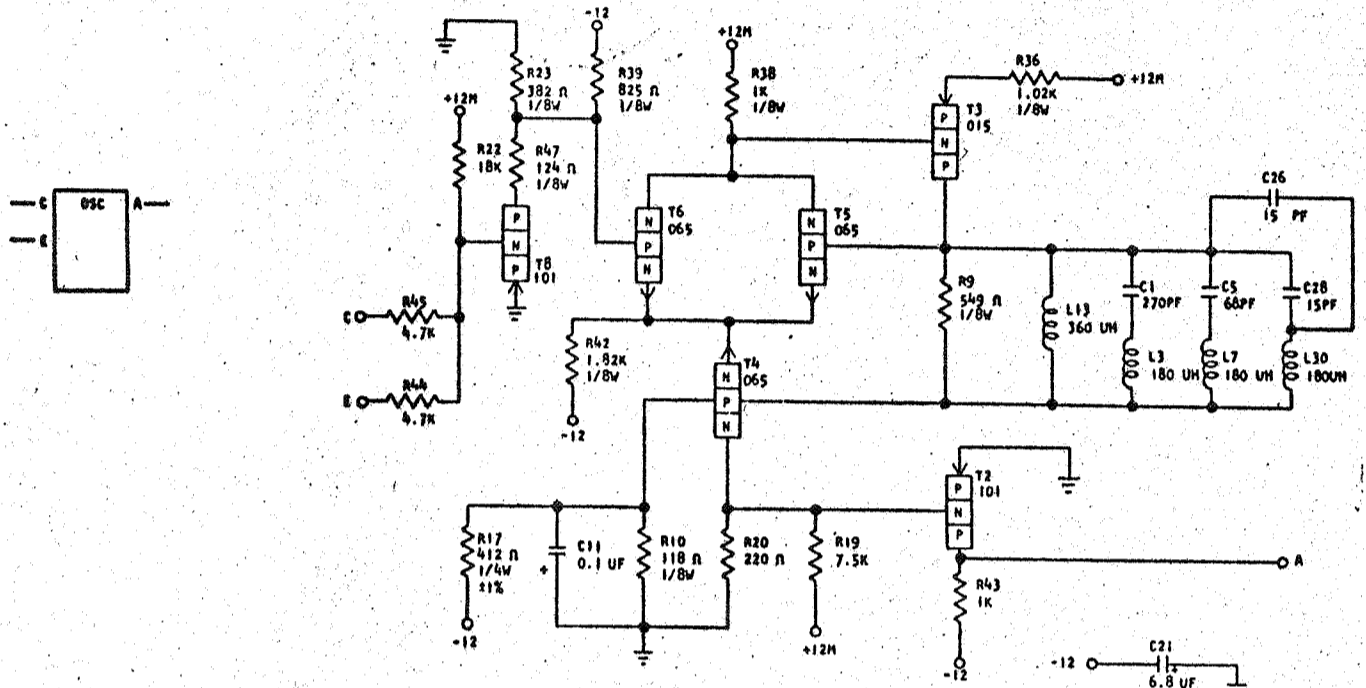 -12
+12M
R23
382 Ω
1/8W
R39
825 Ω
1/8W
R38
1K
1/8W
R36
1.02K
1/8W
+12M
+12M
R22
18K
R47
124 Ω
1/8W
P
N
P
T3
015
C OSC A
E
P
N
P
T8
101
N
P
N
T6
065
N
P
N
T5
065
C26
15 PF
R9
549 Ω
1/8W
L13
360 UH
C1
270PF
C5
68PF
C28
15PF
L3
180 UH
L7
180 UH
L30
180UH
C
R45
4.7K
E
R44
4.7K
R42
1.82K
1/8W
-12
N
P
N
T4
065
P
N
P
T2
101
R17
412 Ω
1/4W
±1%
-12
C11
0.1 UF
+
R10
118 Ω
1/8W
R20
220 Ω
R19
7.5K
+12M
R43
1K
-12
A
-12
C21
+
6.8 UF